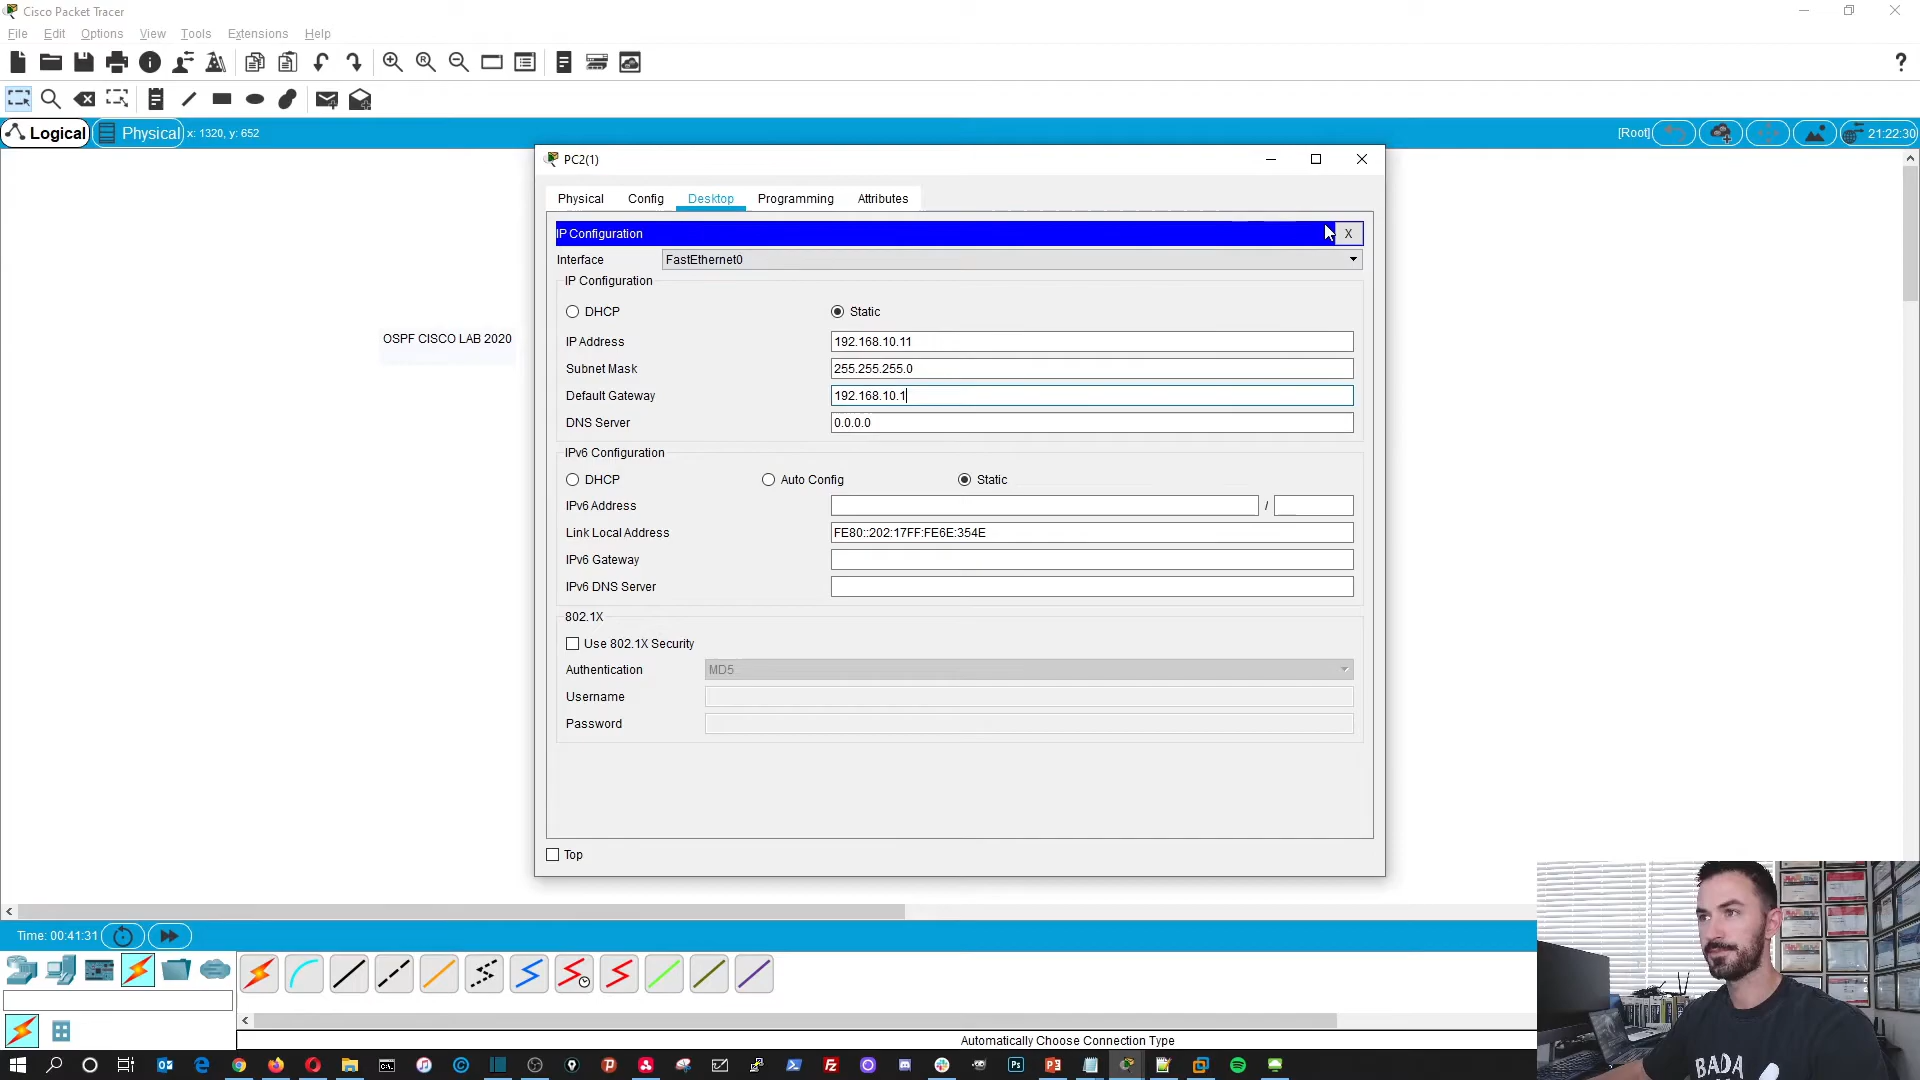 Cisco Packet Tracer
File Edit Options View Tools Extensions Help
Logical Physical x: 1320, y: 652 [Root] 21:22:30
PC2(1)
Physical Config Desktop Programming Attributes
IP Configuration X
Interface FastEthernet0
IP Configuration
DHCP Static
OSPF CISCO LAB 2020
IP Address 192.168.10.11
Subnet Mask 255.255.255.0
Default Gateway 192.168.10.1
DNS Server 0.0.0.0
IPv6 Configuration
DHCP Auto Config Static
IPv6 Address /
Link Local Address FE80::202:17FF:FE6E:354E
IPv6 Gateway
IPv6 DNS Server
802.1X
Use 802.1X Security
Authentication MD5
Username
Password
Top
Time: 00:41:31
Automatically Choose Connection Type
BADA